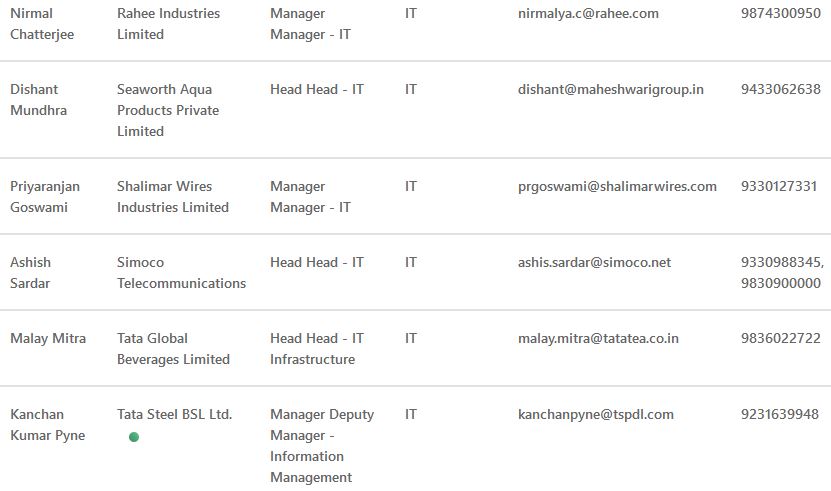 Nirmal Chatterjee Rahee Industries Limited Manager Manager - IT IT nirmalya.c@rahee.com 9874300950
Dishant Mundhra Seaworth Aqua Products Private Limited Head Head - IT IT dishant@maheshwarigroup.in 9433062638
Priyaranjan Goswami Shalimar Wires Industries Limited Manager Manager - IT IT prgoswami@shalimarwires.com 9330127331
Ashish Sardar Simoco Telecommunications Head Head - IT IT ashis.sardar@simoco.net 9330988345, 9830900000
Malay Mitra Tata Global Beverages Limited Head Head - IT Infrastructure IT malay.mitra@tatatea.co.in 9836022722
Kanchan Kumar Pyne Tata Steel BSL Ltd. Manager Deputy Manager - Information Management IT kanchanpyne@tspdl.com 9231639948